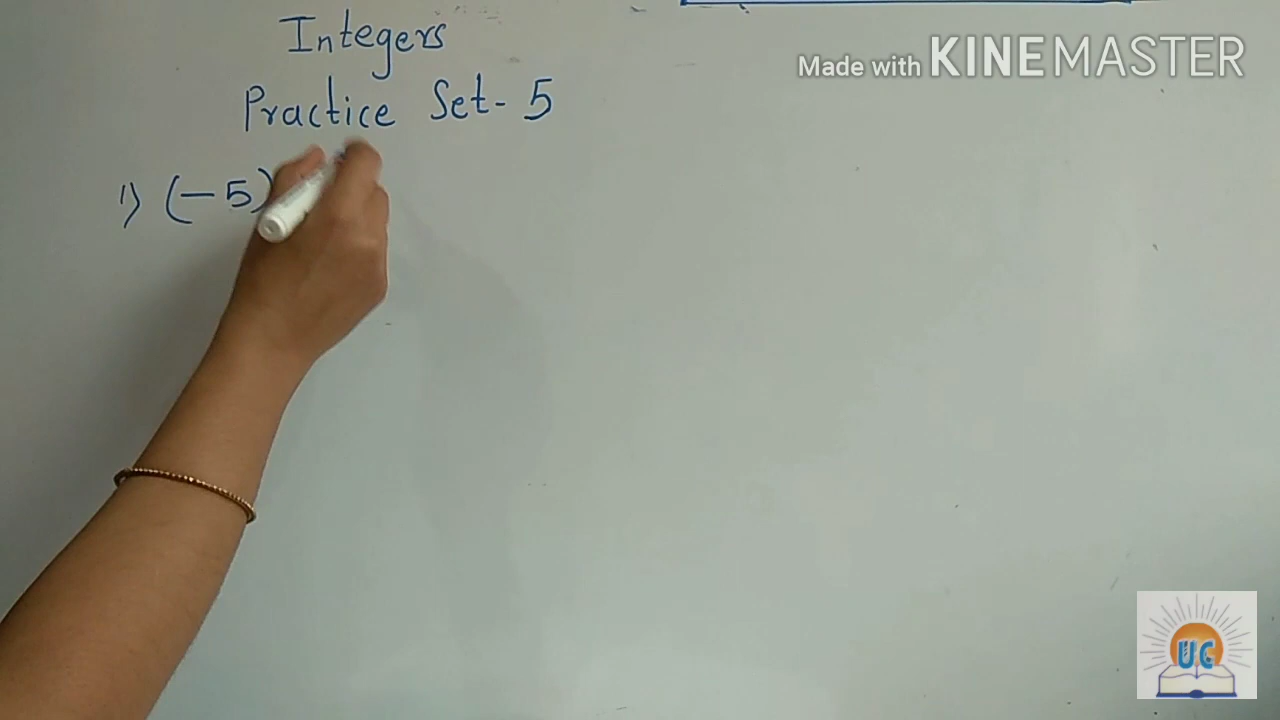 Integers
Made with KINEMASTER
Practice Set - 5
1) (-5)
UC